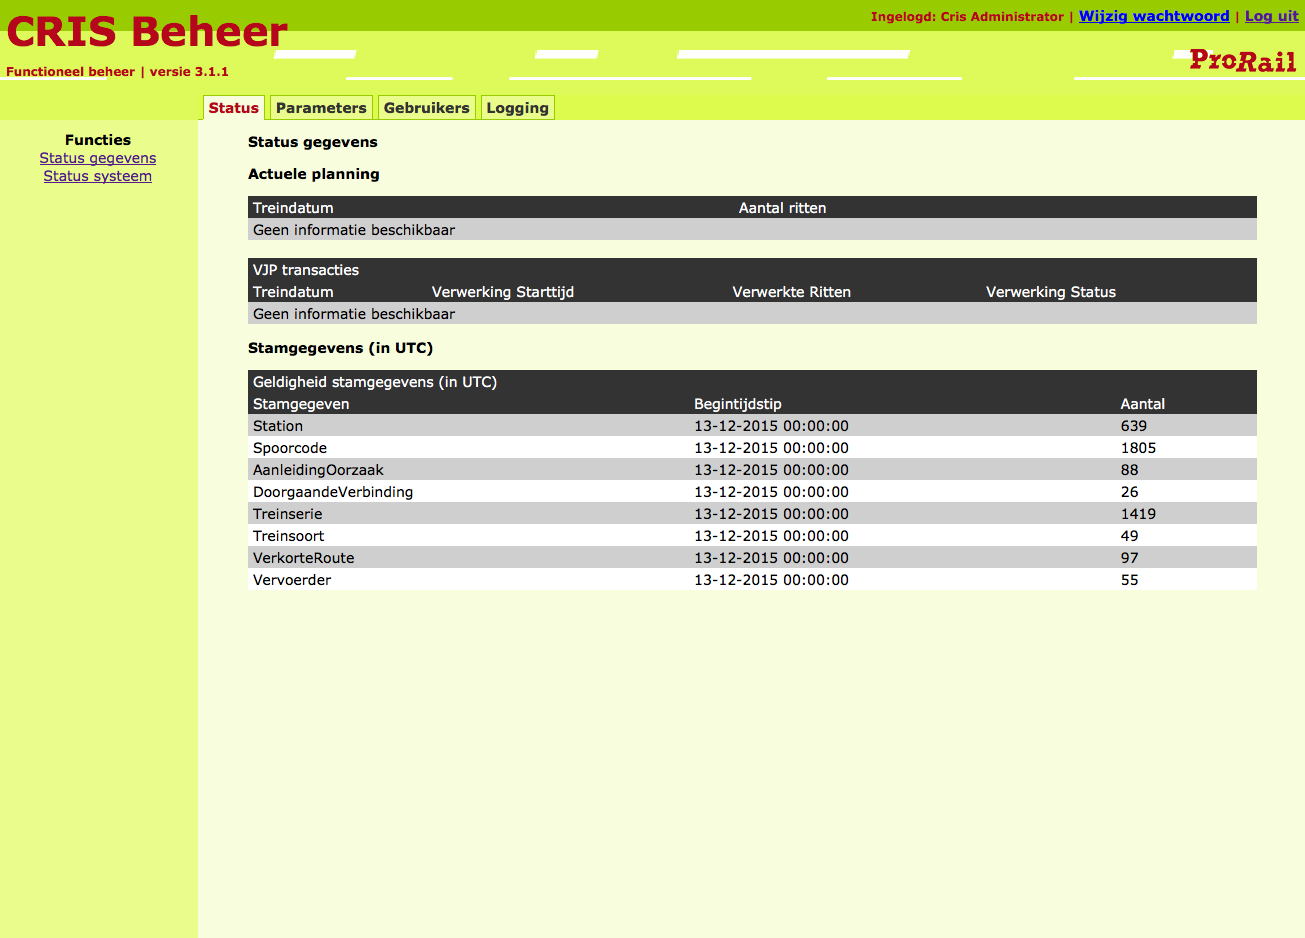 CRIS Beheer
Ingelogd: Cris Administrator | Wijzig wachtwoord | Log uit
Functioneel beheer | versie 3.1.1
ProRail
Status Parameters Gebruikers Logging
Functies
Status gegevens
Status systeem
Status gegevens
Actuele planning
Treindatum Aantal ritten
Geen informatie beschikbaar
VJP transacties
Treindatum Verwerking Starttijd Verwerkte Ritten Verwerking Status
Geen informatie beschikbaar
Stamgegevens (in UTC)
Geldigheid stamgegevens (in UTC)
Stamgegeven Begintijdstip Aantal
Station 13-12-2015 00:00:00 639
Spoorcode 13-12-2015 00:00:00 1805
AanleidingOorzaak 13-12-2015 00:00:00 88
DoorgaandeVerbinding 13-12-2015 00:00:00 26
Treinserie 13-12-2015 00:00:00 1419
Treinsoort 13-12-2015 00:00:00 49
VerkorteRoute 13-12-2015 00:00:00 97
Vervoerder 13-12-2015 00:00:00 55